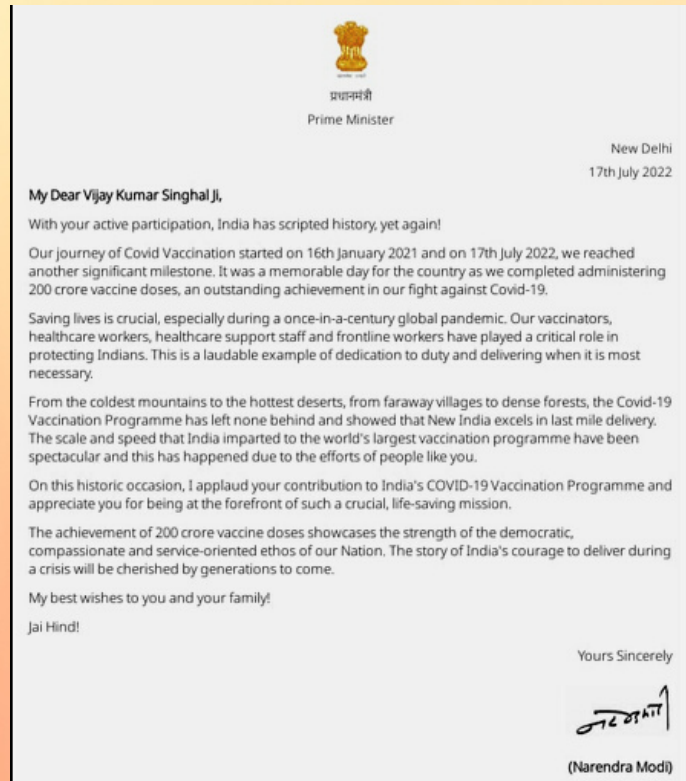 प्रधानमंत्री
Prime Minister
New Delhi
17th July 2022
My Dear Vijay Kumar Singhal Ji,
With your active participation, India has scripted history, yet again!
Our journey of Covid Vaccination started on 16th January 2021 and on 17th July 2022, we reached
another significant milestone. It was a memorable day for the country as we completed administering
200 crore vaccine doses, an outstanding achievement in our fight against Covid-19.
Saving lives is crucial, especially during a once-in-a-century global pandemic. Our vaccinators,
healthcare workers, healthcare support staff and frontline workers have played a critical role in
protecting Indians. This is a laudable example of dedication to duty and delivering when it is most
necessary.
From the coldest mountains to the hottest deserts, from faraway villages to dense forests, the Covid-19
Vaccination Programme has left none behind and showed that New India excels in last mile delivery.
The scale and speed that India imparted to the world's largest vaccination programme have been
spectacular and this has happened due to the efforts of people like you.
On this historic occasion, I applaud your contribution to India's COVID-19 Vaccination Programme and
appreciate you for being at the forefront of such a crucial, life-saving mission.
The achievement of 200 crore vaccine doses showcases the strength of the democratic,
compassionate and service-oriented ethos of our Nation. The story of India's courage to deliver during
a crisis will be cherished by generations to come.
My best wishes to you and your family!
Jai Hind!
Yours Sincerely
(Narendra Modi)